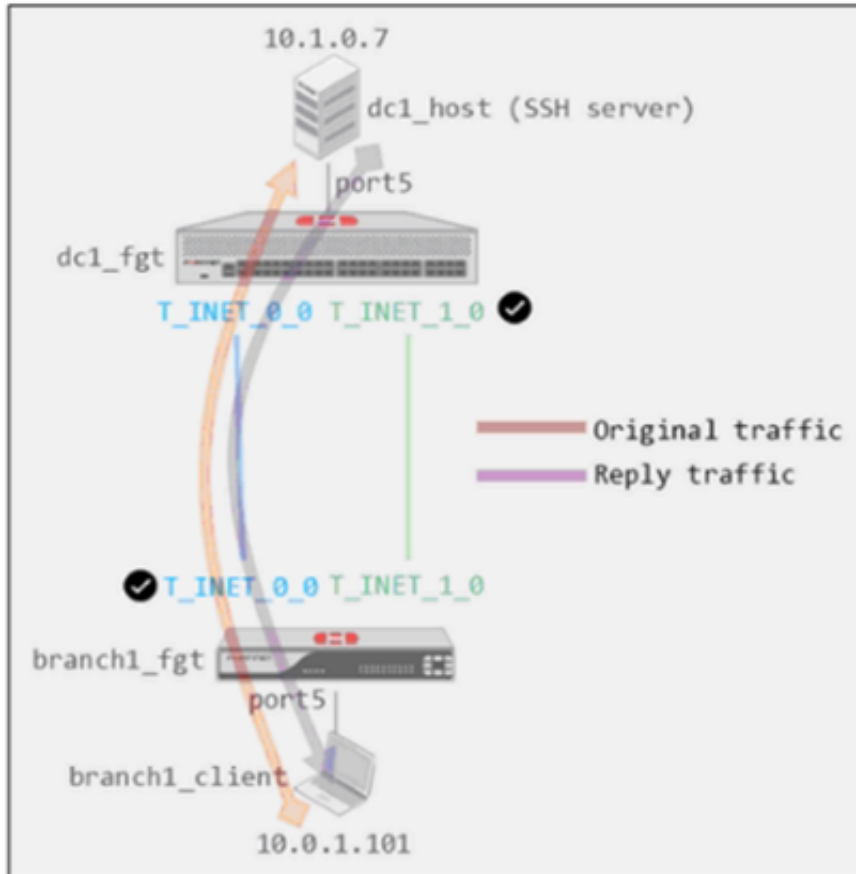 10.1.0.7
dc1_host (SSH server)
port5
dc1_fgt
T_INET_0_0 T_INET_1_0
Original traffic
Reply traffic
T_INET_0_0 T_INET_1_0
branch1_fgt
port5
branch1_client
10.0.1.101